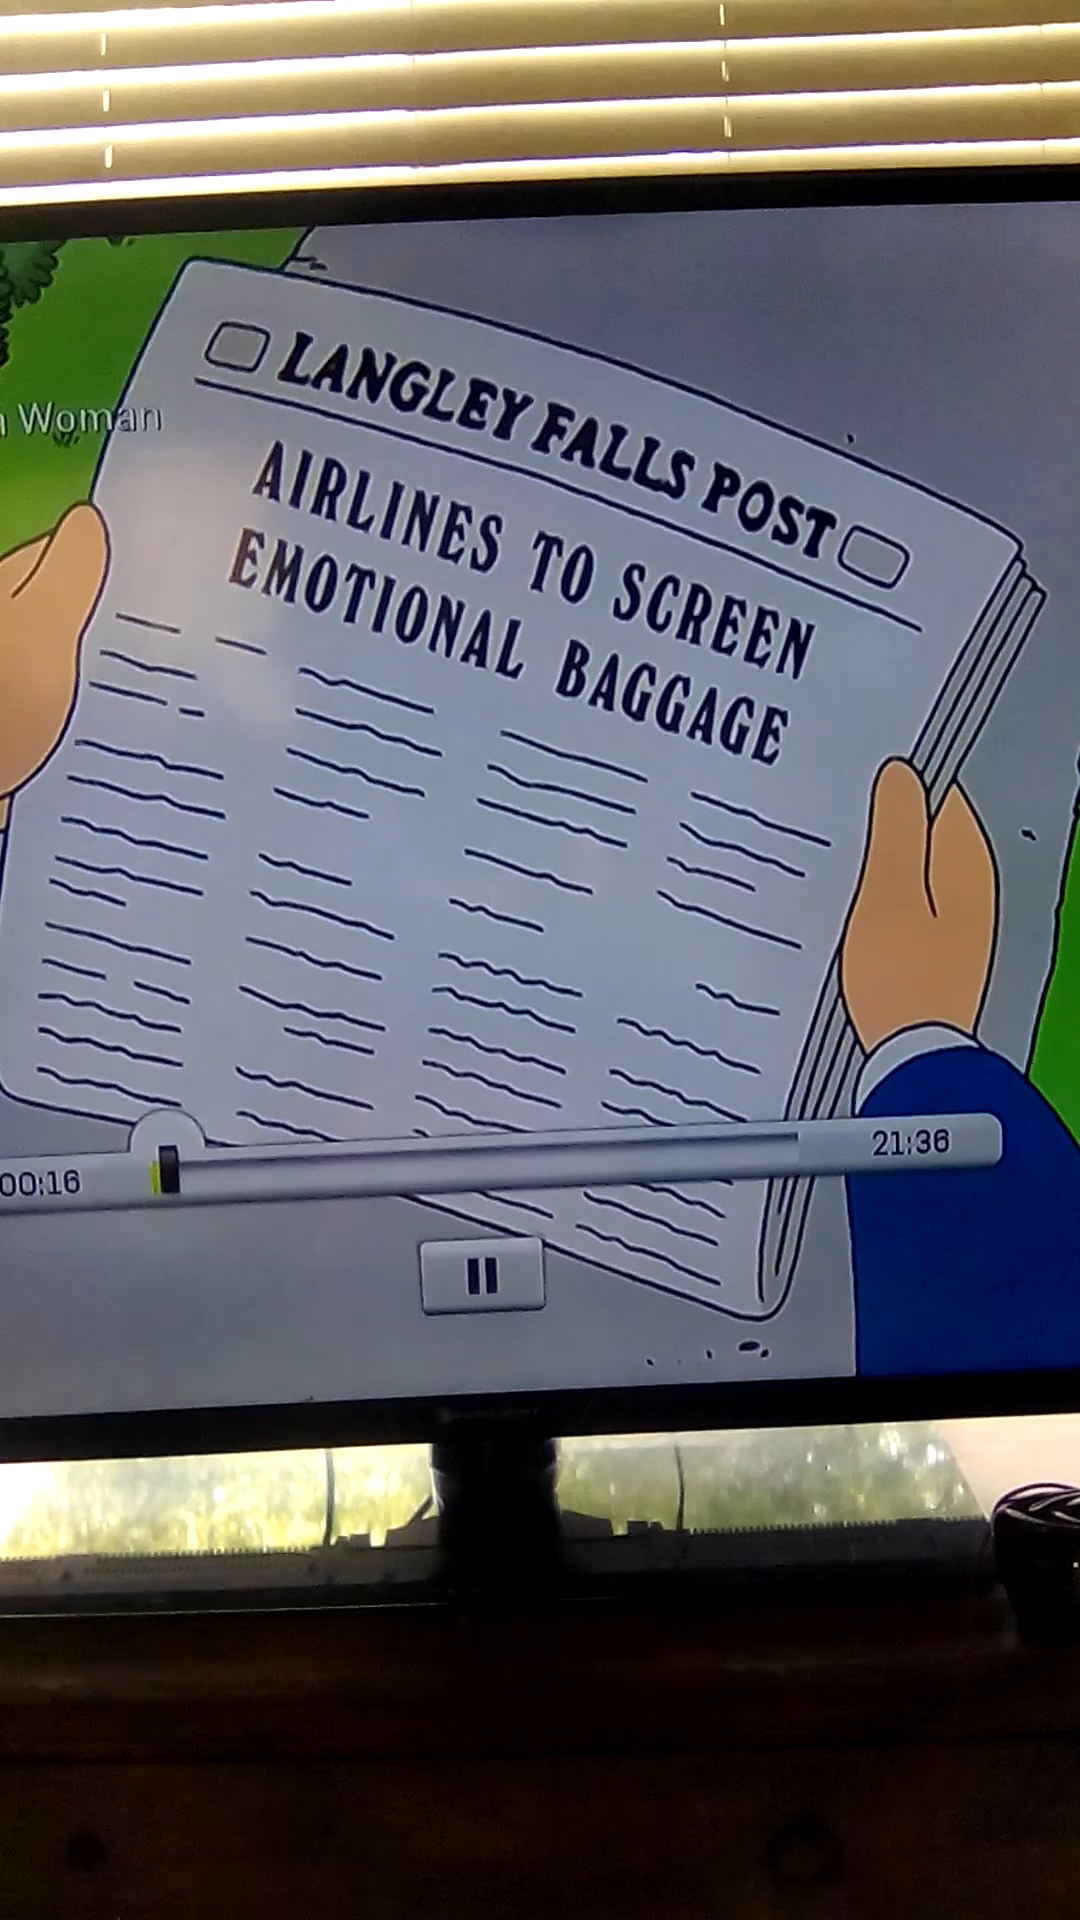 Woman
LANGLEY FALLS POST
AIRLINES TO SCREEN
EMOTIONAL BAGGAGE
00:16
21:36